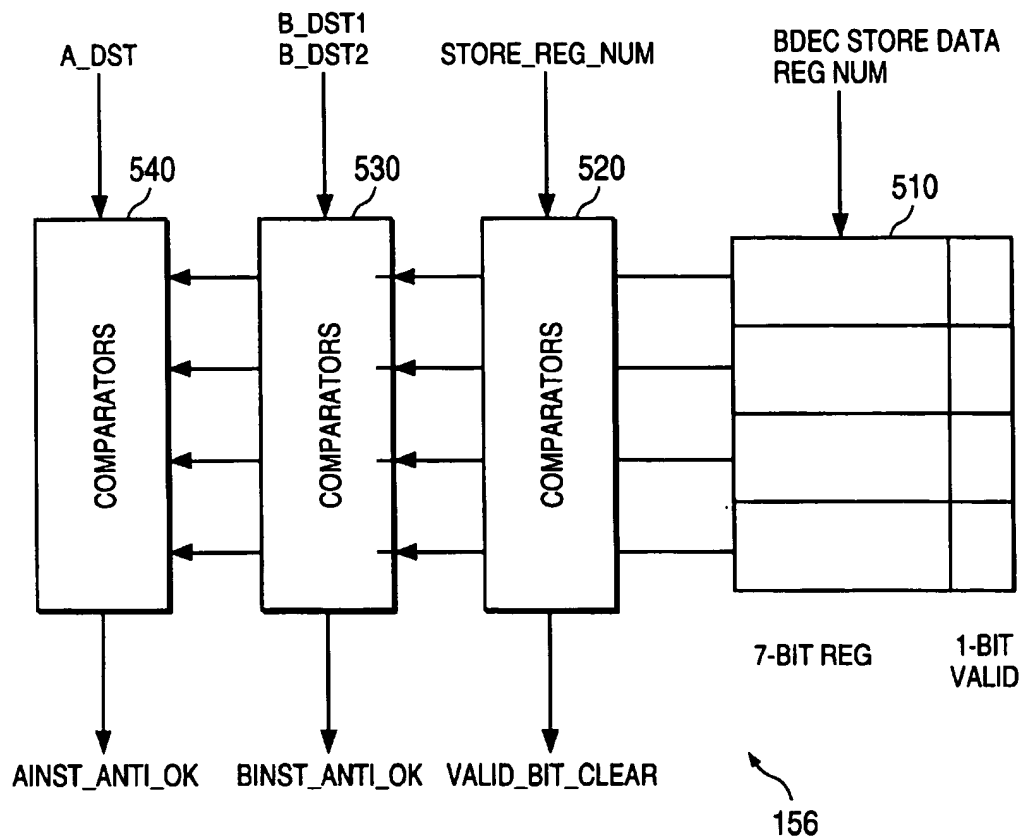 A_DST
B_DST1
B_DST2
STORE_REG_NUM
BDEC STORE DATA
REG NUM
540
530
520
510
COMPARATORS
COMPARATORS
COMPARATORS
7-BIT REG
1-BIT
VALID
AINST_ANTI_OK
BINST_ANTI_OK
VALID_BIT_CLEAR
156